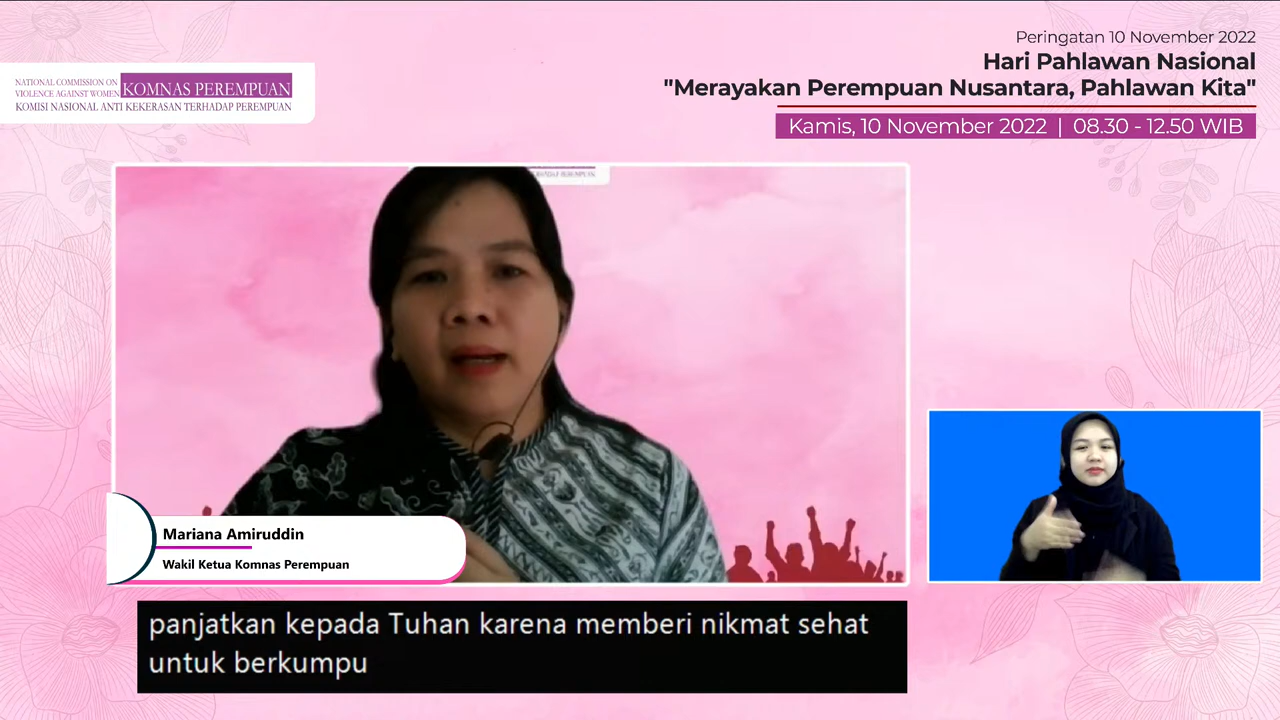 Peringatan 10 November 2022
Hari Pahlawan Nasional
"Merayakan Perempuan Nusantara, Pahlawan Kita"
Kamis, 10 November 2022 | 08.30 - 12.50 WIB
NATIONAL COMMISSION ON
VIOLENCE AGAINST WOMEN
KOMNAS PEREMPUAN
KOMISI NASIONAL ANTI KEKERASAN TERHADAP PEREMPUAN
Mariana Amiruddin
Wakil Ketua Komnas Perempuan
panjatkan kepada Tuhan karena memberi nikmat sehat
untuk berkumpu